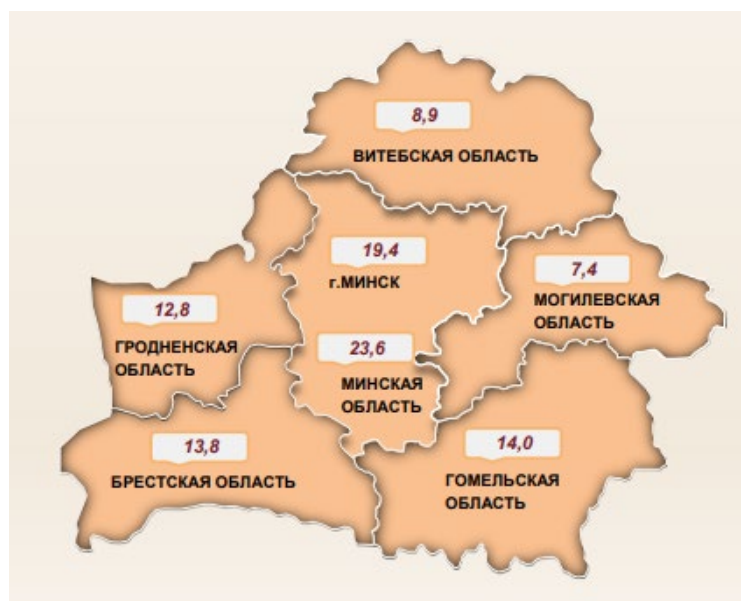 8,9
ВИТЕБСКАЯ ОБЛАСТЬ
19,4
г.МИНСК
7,4
МОГИЛЕВСКАЯ
ОБЛАСТЬ
12,8
ГРОДНЕНСКАЯ
ОБЛАСТЬ
23,6
МИНСКАЯ
ОБЛАСТЬ
13,8
БРЕСТСКАЯ ОБЛАСТЬ
14,0
ГОМЕЛЬСКАЯ
ОБЛАСТЬ